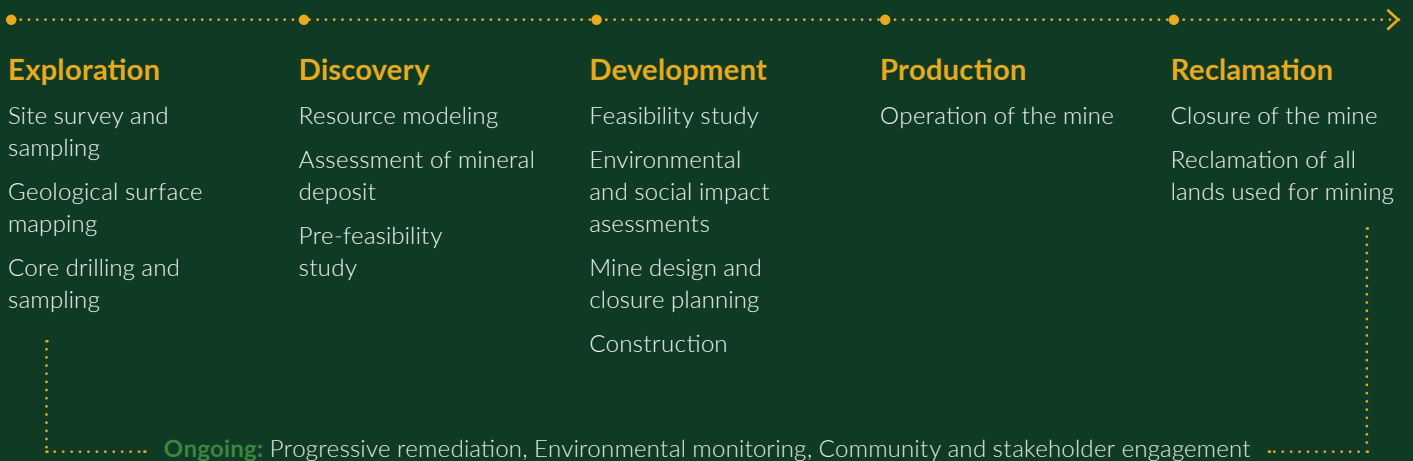 Exploration
Site survey and
sampling
Geological surface
mapping
Core drilling and
sampling
Discovery
Resource modeling
Assessment of mineral
deposit
Pre-feasibility
study
Development
Feasibility study
Environmental
and social impact
asessments
Mine design and
closure planning
Construction
Production
Operation of the mine
Reclamation
Closure of the mine
Reclamation of all
lands used for mining
Ongoing: Progressive remediation, Environmental monitoring, Community and stakeholder engagement